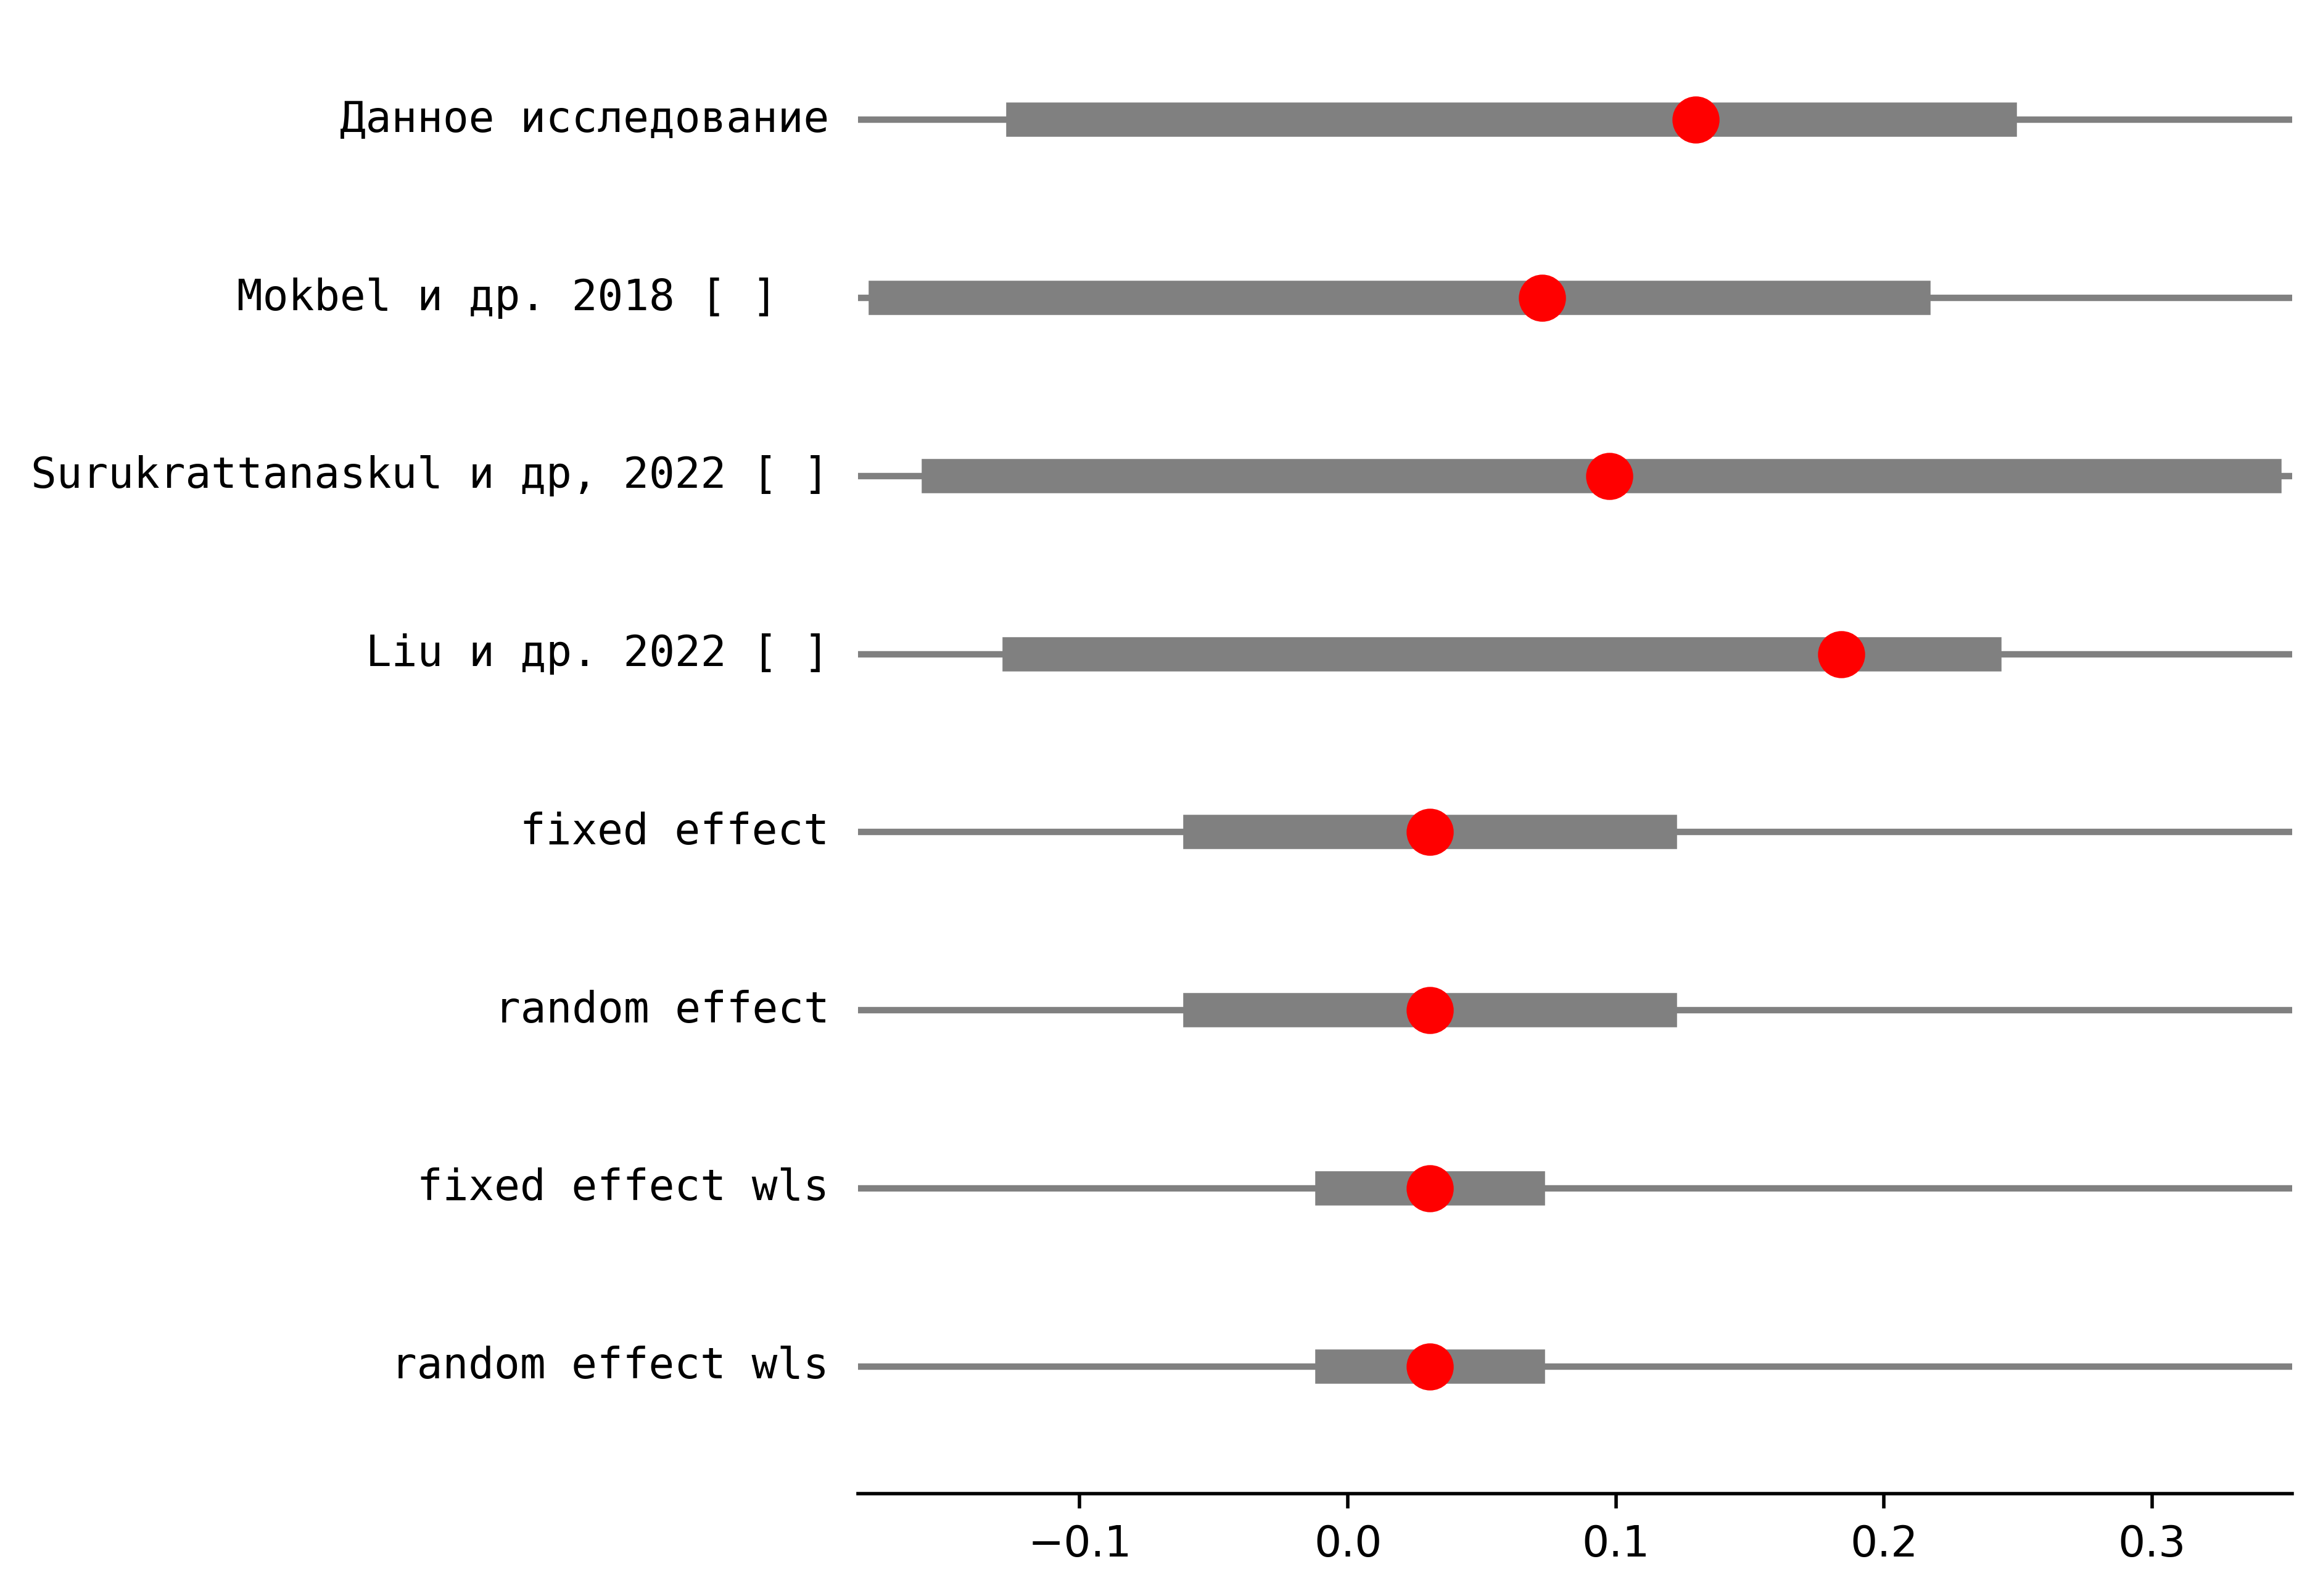 Данное исследование
Mokbel и др. 2018 [ ]
Surukrattanaskul и др, 2022 [ ]
Liu и др. 2022 [ ]
fixed effect
random effect
fixed effect wls
random effect wls
−0.1 0.0 0.1 0.2 0.3